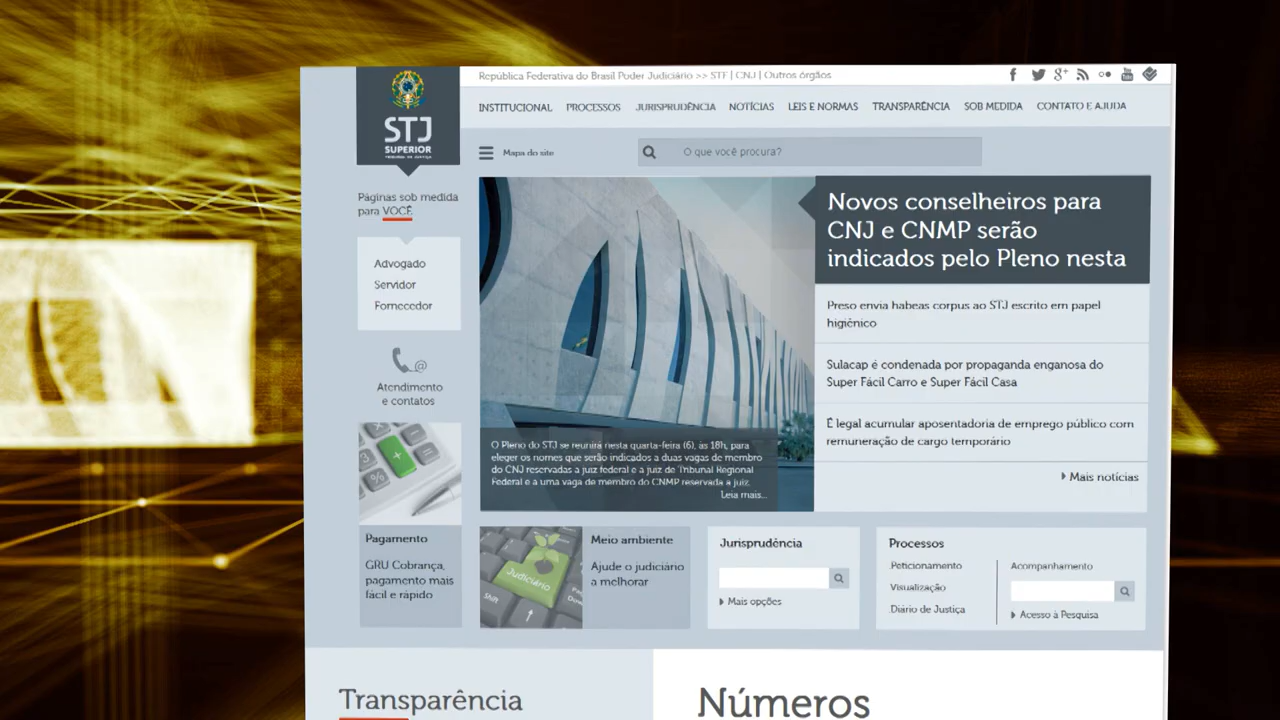 República Federativa do Brasil Poder Judiciário >> STF | CNJ | Outros órgãos
STJ
SUPERIOR
TRIBUNAL DA JUSTIÇA
INSTITUCIONAL PROCESSOS JURISPRUDÊNCIA NOTÍCIAS LEIS E NORMAS TRANSPARÊNCIA SOB MEDIDA CONTATO E AJUDA
Mapa do site
O que você procura?
Páginas sob medida
para VOCÊ
Advogado
Servidor
Fornecedor
Atendimento
e contatos
Pagamento
GRU Cobrança,
pagamento mais
fácil e rápido
Novos conselheiros para
CNJ e CNMP serão
indicados pelo Pleno nesta
Preso envia habeas corpus ao STJ escrito em papel
higiênico
Sulacap é condenada por propaganda enganosa do
Super Fácil Carro e Super Fácil Casa
É legal acumular aposentadoria de emprego público com
remuneração de cargo temporário
Mais notícias
O Pleno do STJ se reunirá nesta quarta-feira (6), às 18h, para
eleger os nomes que serão indicados a duas vagas de membro
do CNJ reservadas a juiz federal e a juiz de Tribunal Regional
Federal e a uma vaga de membro do CNMP reservada a juiz.
Leia mais...
Judiciário
Shift
Meio ambiente
Ajude o judiciário
a melhorar
Jurisprudência
Mais opções
Processos
Peticionamento
Visualização
Diário de Justiça
Acompanhamento
Acesso à Pesquisa
Transparência
Números